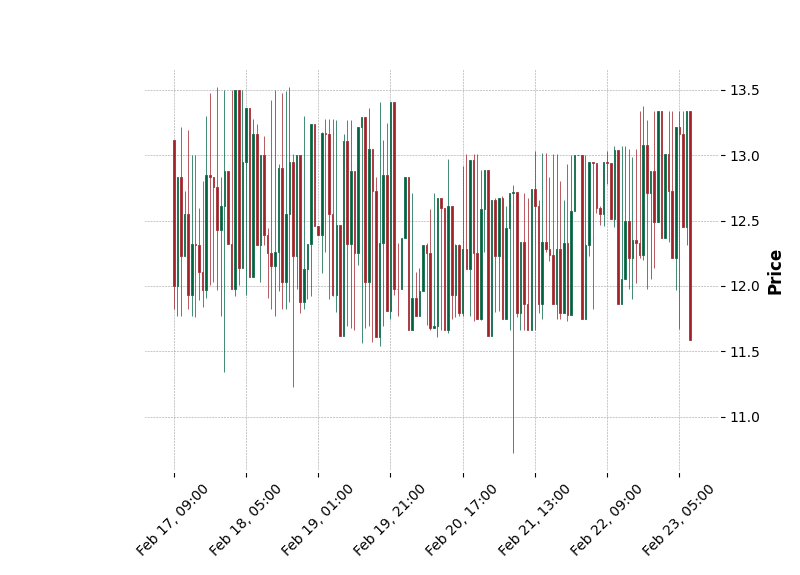 13.5
13.0
12.5
12.0
11.5
11.0
Price
Feb 17, 09:00
Feb 18, 05:00
Feb 19, 01:00
Feb 19, 21:00
Feb 20, 17:00
Feb 21, 13:00
Feb 22, 09:00
Feb 23, 05:00